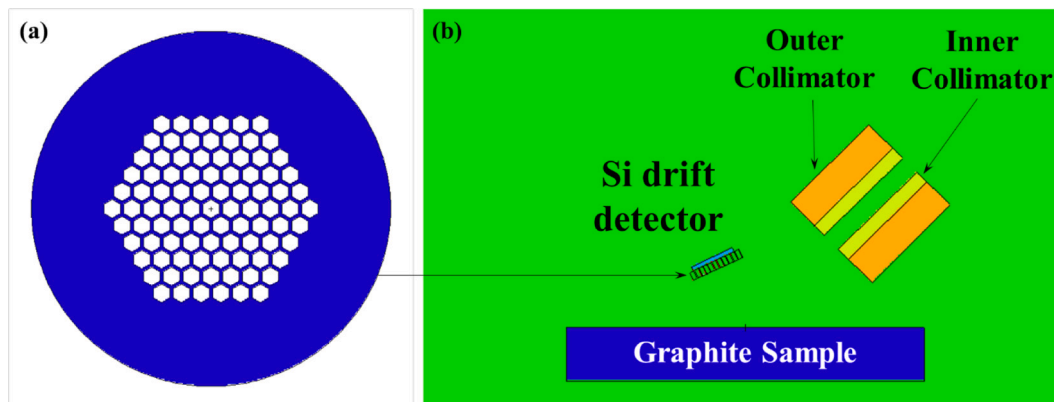 (a)
(b)
Outer
Collimator
Inner
Collimator
Si drift
detector
Graphite Sample